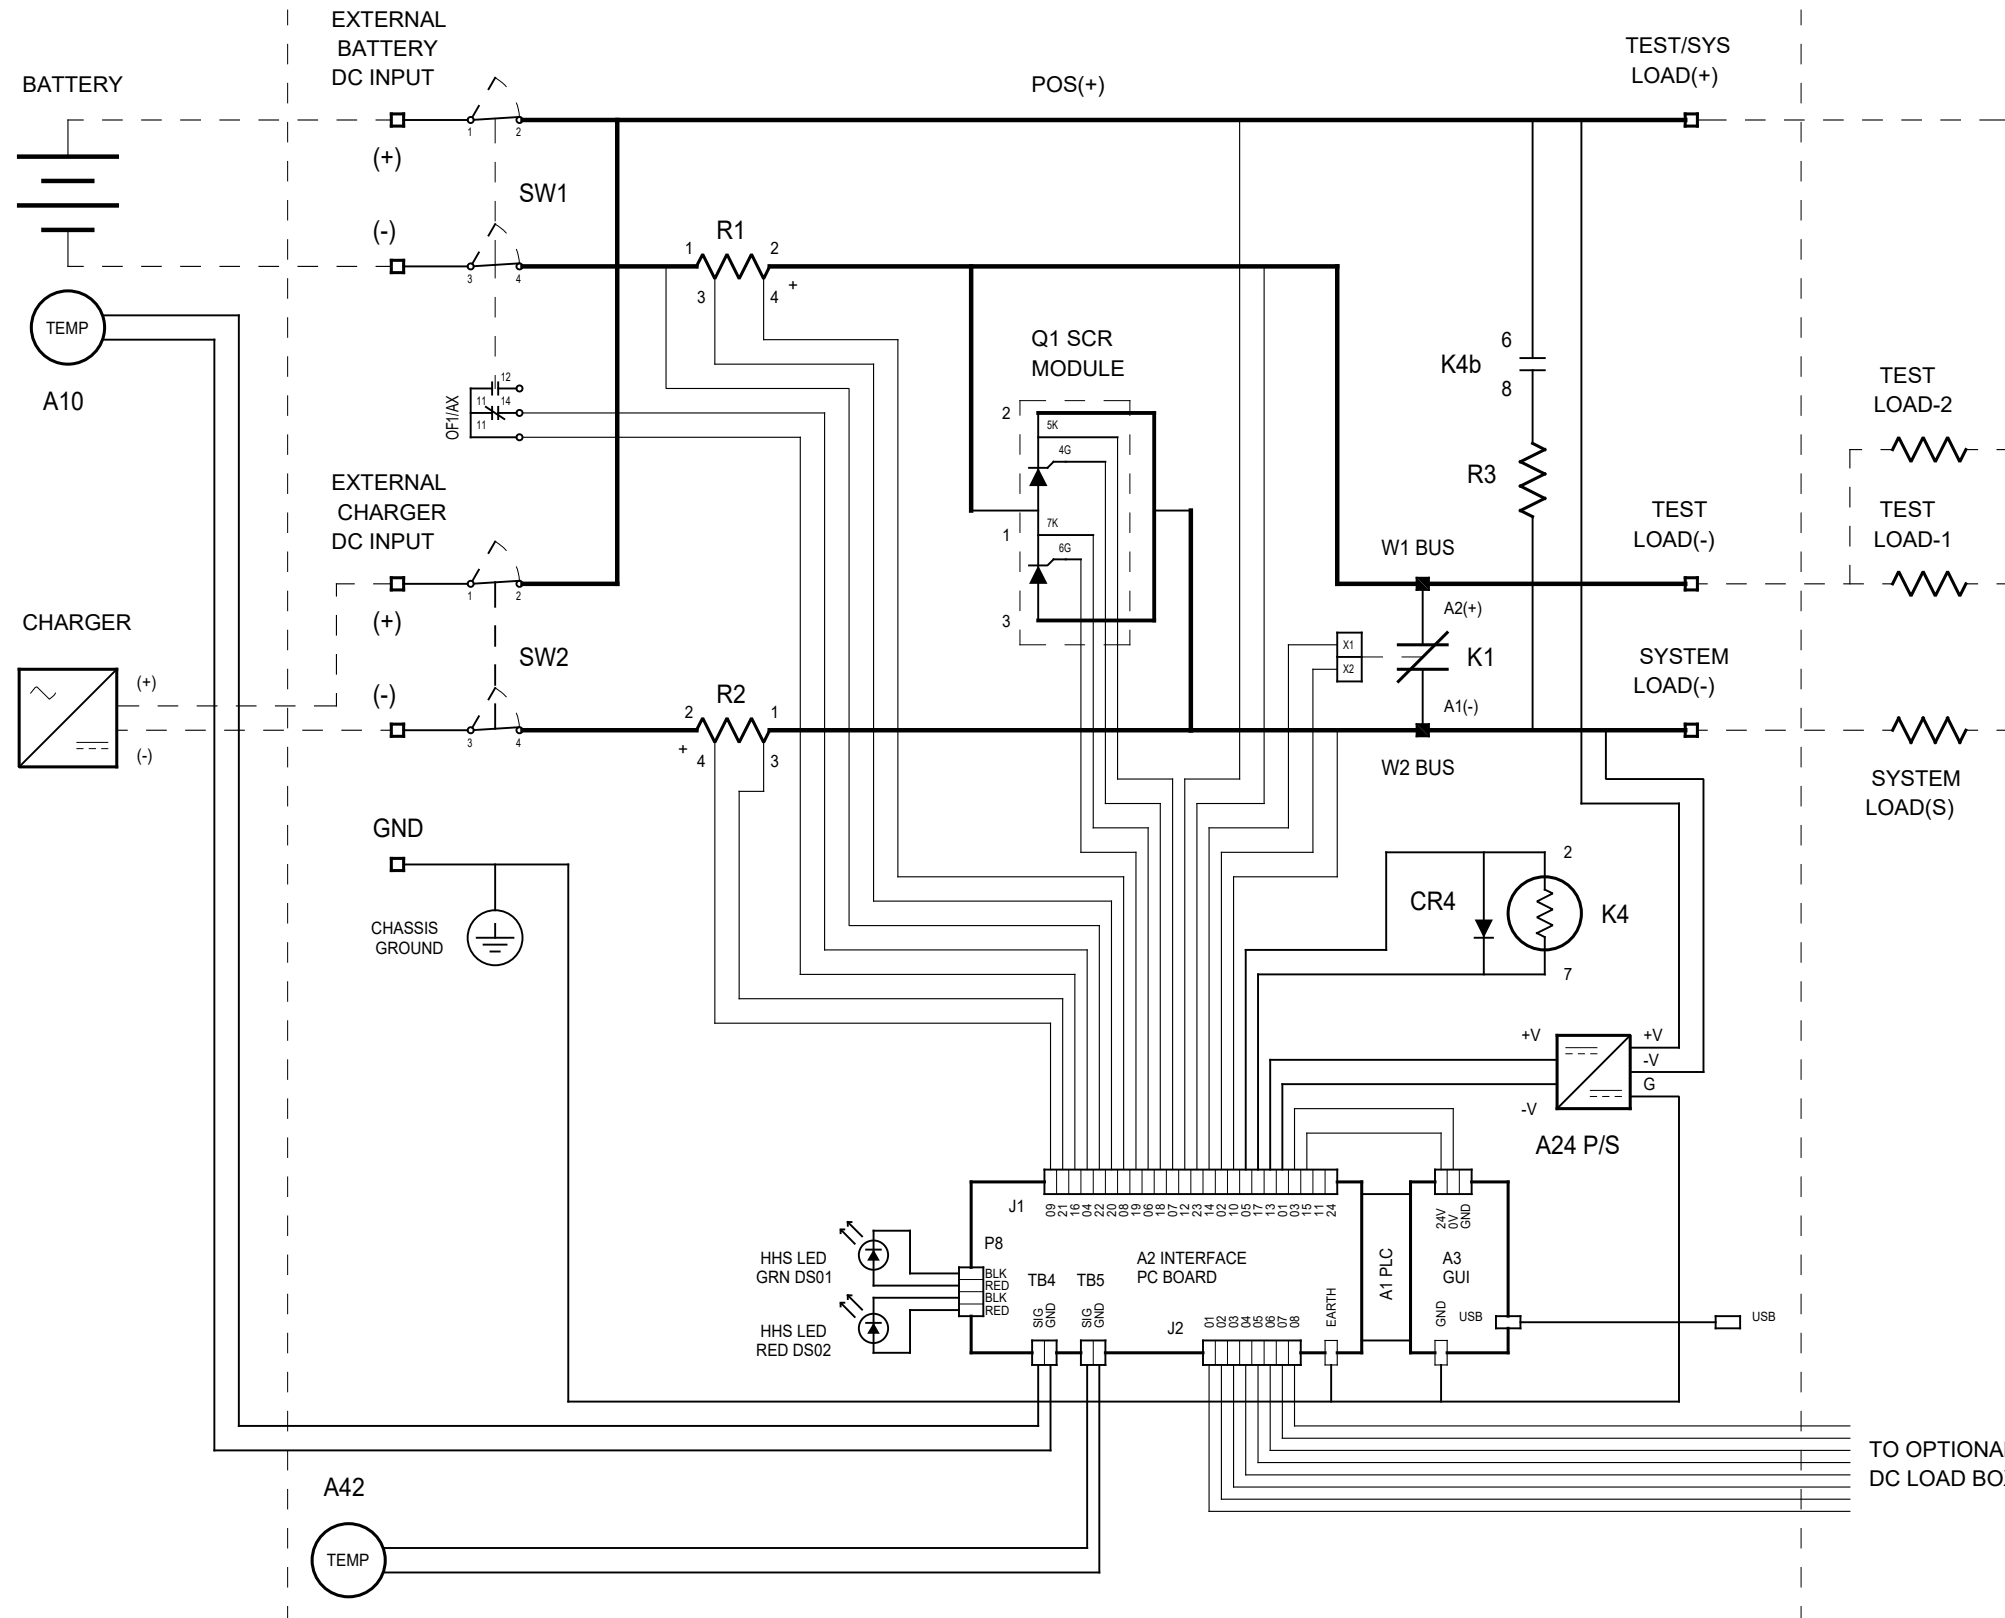 EXTERNAL
BATTERY
DC INPUT
BATTERY
POS(+)
TEST/SYS
LOAD(+)
1
2
(+)
SW1
(-)
3
4
R1
1
2
3
4
+
TEMP
A10
OF1/AX
12
11
14
11
Q1 SCR
MODULE
2
5K
4G
1
7K
6G
3
6
K4b
8
R3
TEST
LOAD-2
TEST
LOAD-1
EXTERNAL
CHARGER
DC INPUT
1
2
(+)
SW2
(-)
3
4
CHARGER
(+)
(-)
R2
2
1
+
4
3
W1 BUS
TEST
LOAD(-)
A2(+)
X1
X2
K1
A1(-)
W2 BUS
SYSTEM
LOAD(-)
SYSTEM
LOAD(S)
GND
CHASSIS
GROUND
CR4
2
K4
7
+V
-V
+V
-V
G
A24 P/S
J1
09
21
16
04
22
20
08
19
06
18
07
12
23
14
02
10
05
17
13
01
03
15
11
24
24V
0V
GND
P8
HHS LED
GRN DS01
HHS LED
RED DS02
BLK
RED
BLK
RED
TB4
TB5
SIG
GND
SIG
GND
A2 INTERFACE
PC BOARD
J2
01
02
03
04
05
06
07
08
EARTH
A1 PLC
A3
GUI
GND
USB
USB
TO OPTIONAL
DC LOAD BO
A42
TEMP